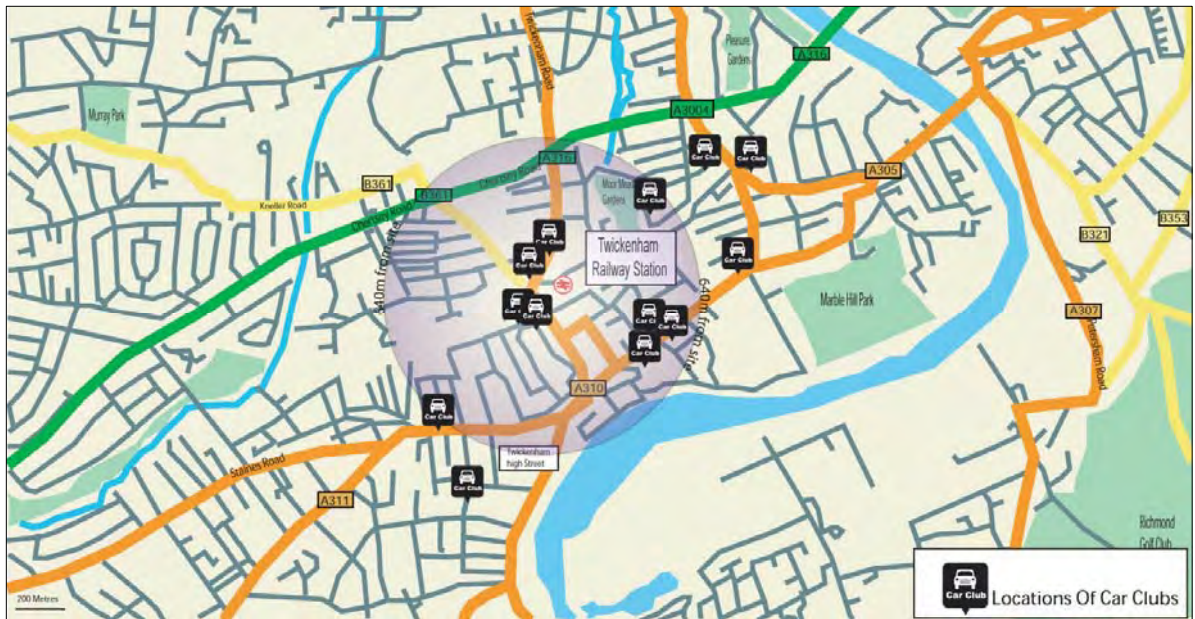 Twickenham Road
A316
Pleasure
Gardens
A3004
Murray Park
A316
Chertsey Road
B361
B361
Kneller Road
Chertsey Road
Car Club
Car Club
A305
Moor Mead
Gardens
Car Club
B353
B321
Car Club
Car Club
Twickenham
Railway Station
Car Club
640m from site
640m from site
Marble Hill Park
Car Club
Car Club
Car Club
Car Club
A307
Petersham Road
A310
Car Club
Twickenham
high Street
Staines Road
Car Club
A311
Richmond
Golf Club
200 Metres
Car Club
Locations Of Car Clubs